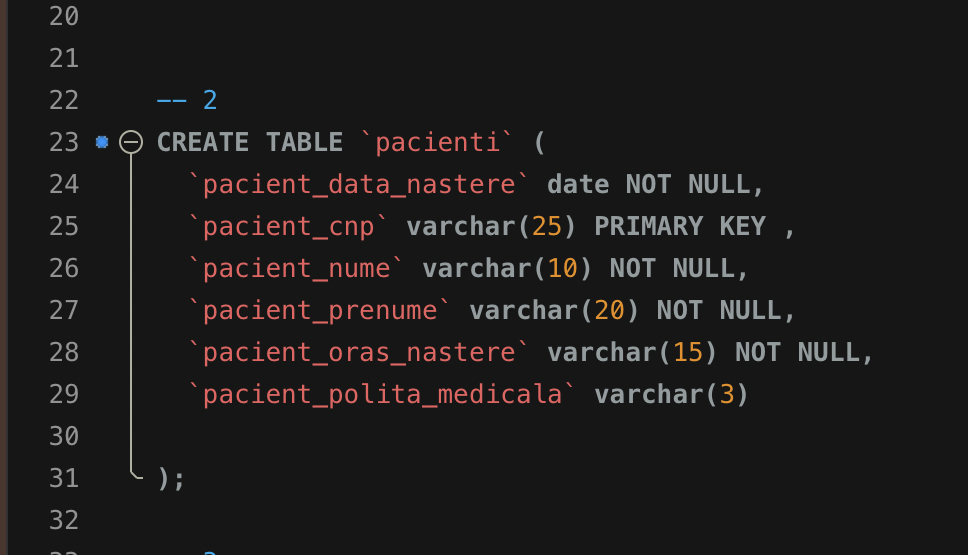 20
21
22 -- 2
23 CREATE TABLE `pacienti` (
24 `pacient_data_nastere` date NOT NULL,
25 `pacient_cnp` varchar(25) PRIMARY KEY ,
26 `pacient_nume` varchar(10) NOT NULL,
27 `pacient_prenume` varchar(20) NOT NULL,
28 `pacient_oras_nastere` varchar(15) NOT NULL,
29 `pacient_polita_medicala` varchar(3)
30
31 );
32